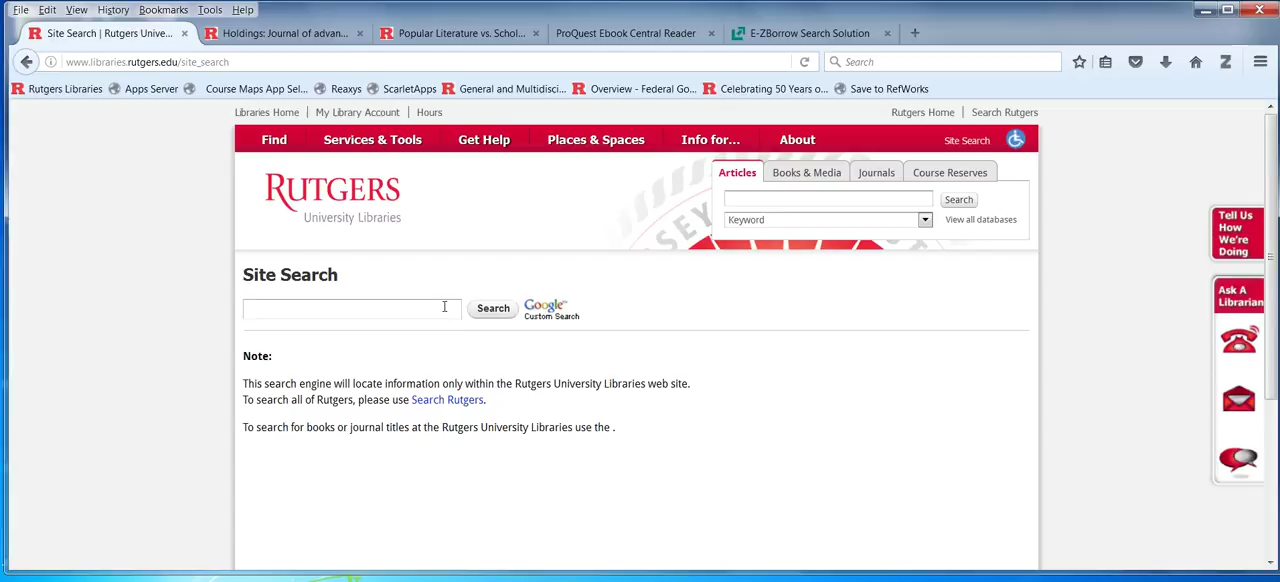 File Edit View History Bookmarks Tools Help
Site Search | Rutgers Unive... × Holdings: Journal of advan... × Popular Literature vs. Schol... × ProQuest Ebook Central Reader × E-ZBorrow Search Solution × +
www.libraries.rutgers.edu/site_search Search
Rutgers Libraries Apps Server Course Maps App Sel... Reaxys ScarletApps General and Multidisci... Overview - Federal Go... Celebrating 50 Years o... Save to RefWorks
Libraries Home | My Library Account | Hours Rutgers Home | Search Rutgers
Find Services & Tools Get Help Places & Spaces Info for... About Site Search
Articles Books & Media Journals Course Reserves
RUTGERS
University Libraries
Search
Keyword View all databases
Tell Us
How
We're
Doing
Site Search
Search Google™
Custom Search
Ask A
Librarian
Note:
This search engine will locate information only within the Rutgers University Libraries web site.
To search all of Rutgers, please use Search Rutgers.
To search for books or journal titles at the Rutgers University Libraries use the .